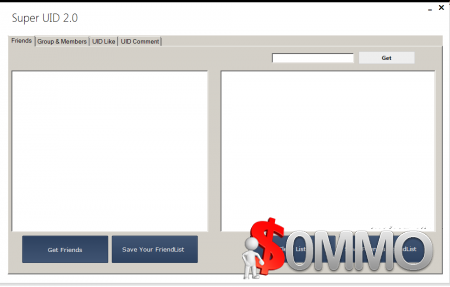 Super UID 2.0
Friends Group & Members UID Like UID Comment
Get
Get Friends
Save Your FriendList
List
List
$OMMO